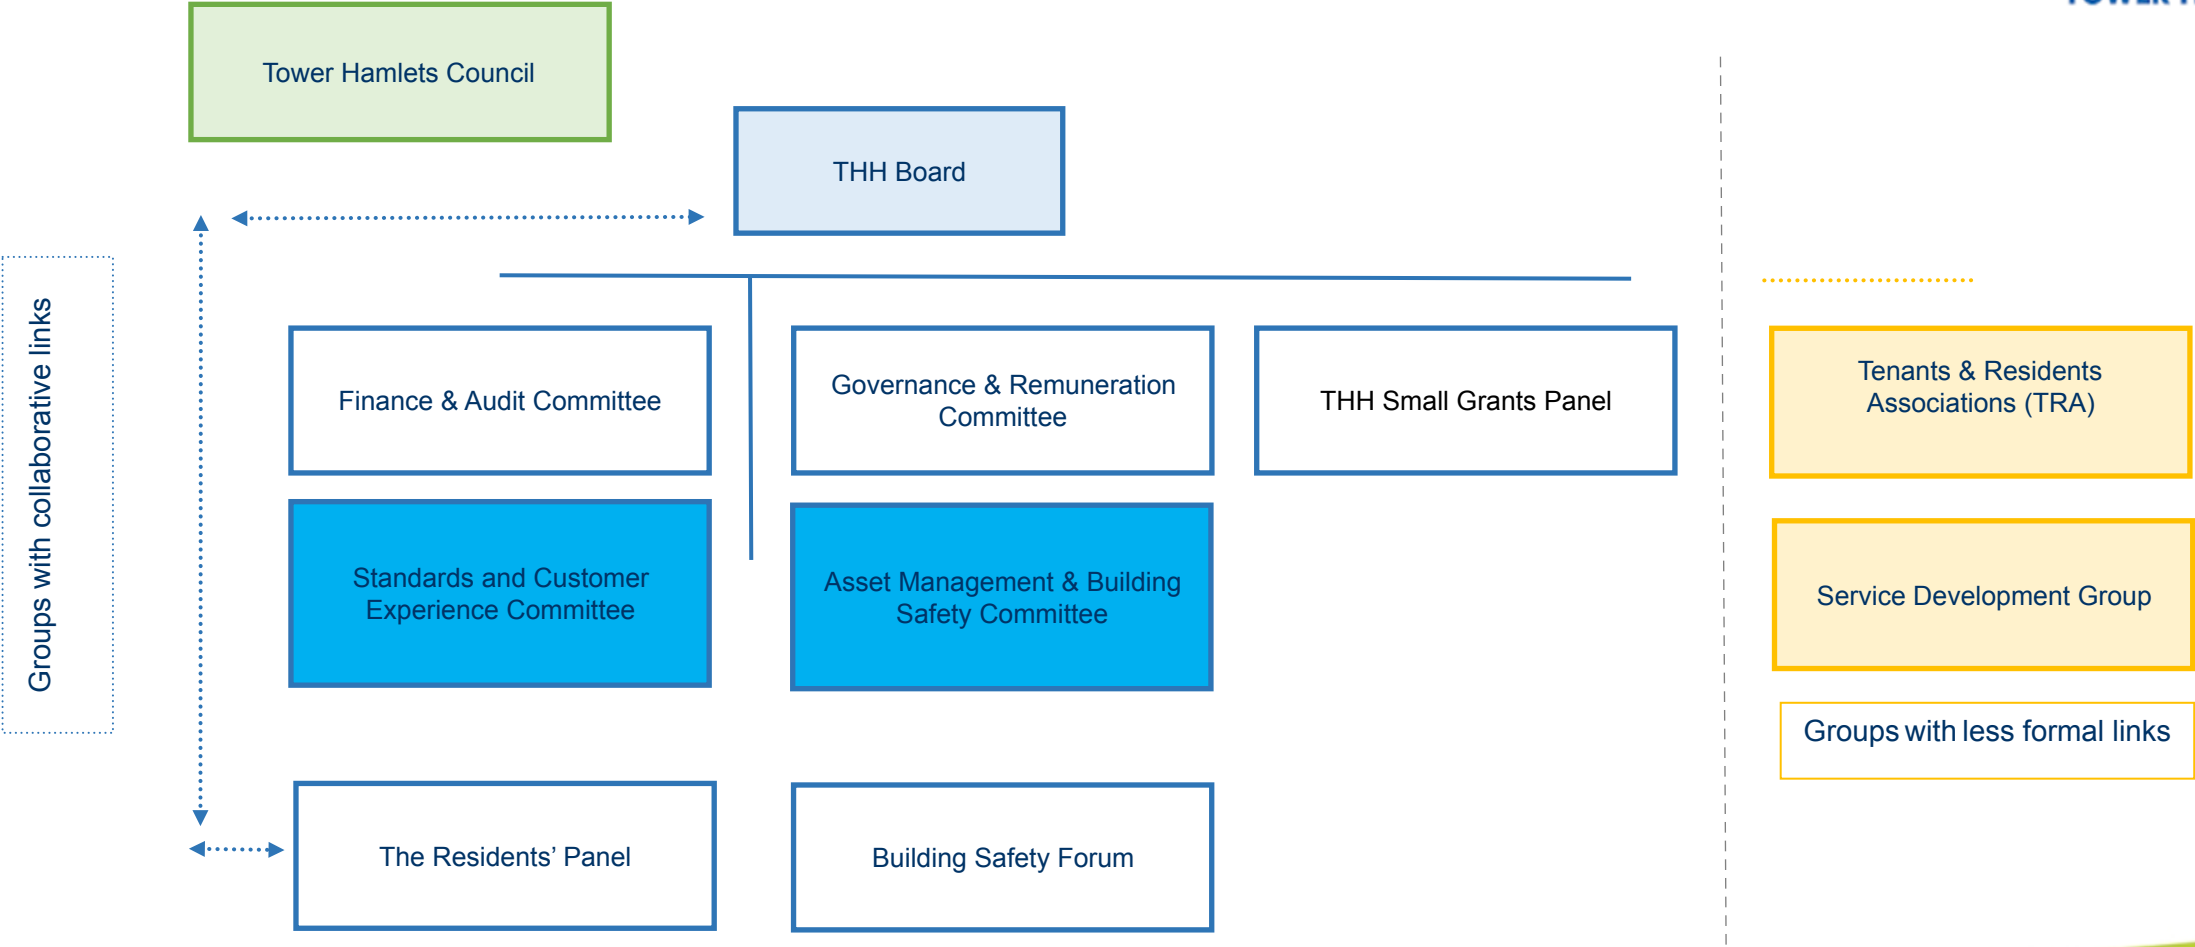 Tower Hamlets Council
THH Board
Groups with collaborative links
Finance & Audit Committee
Governance & Remuneration
Committee
THH Small Grants Panel
Tenants & Residents
Associations (TRA)
Standards and Customer
Experience Committee
Asset Management & Building
Safety Committee
Service Development Group
Groups with less formal links
The Residents’ Panel
Building Safety Forum